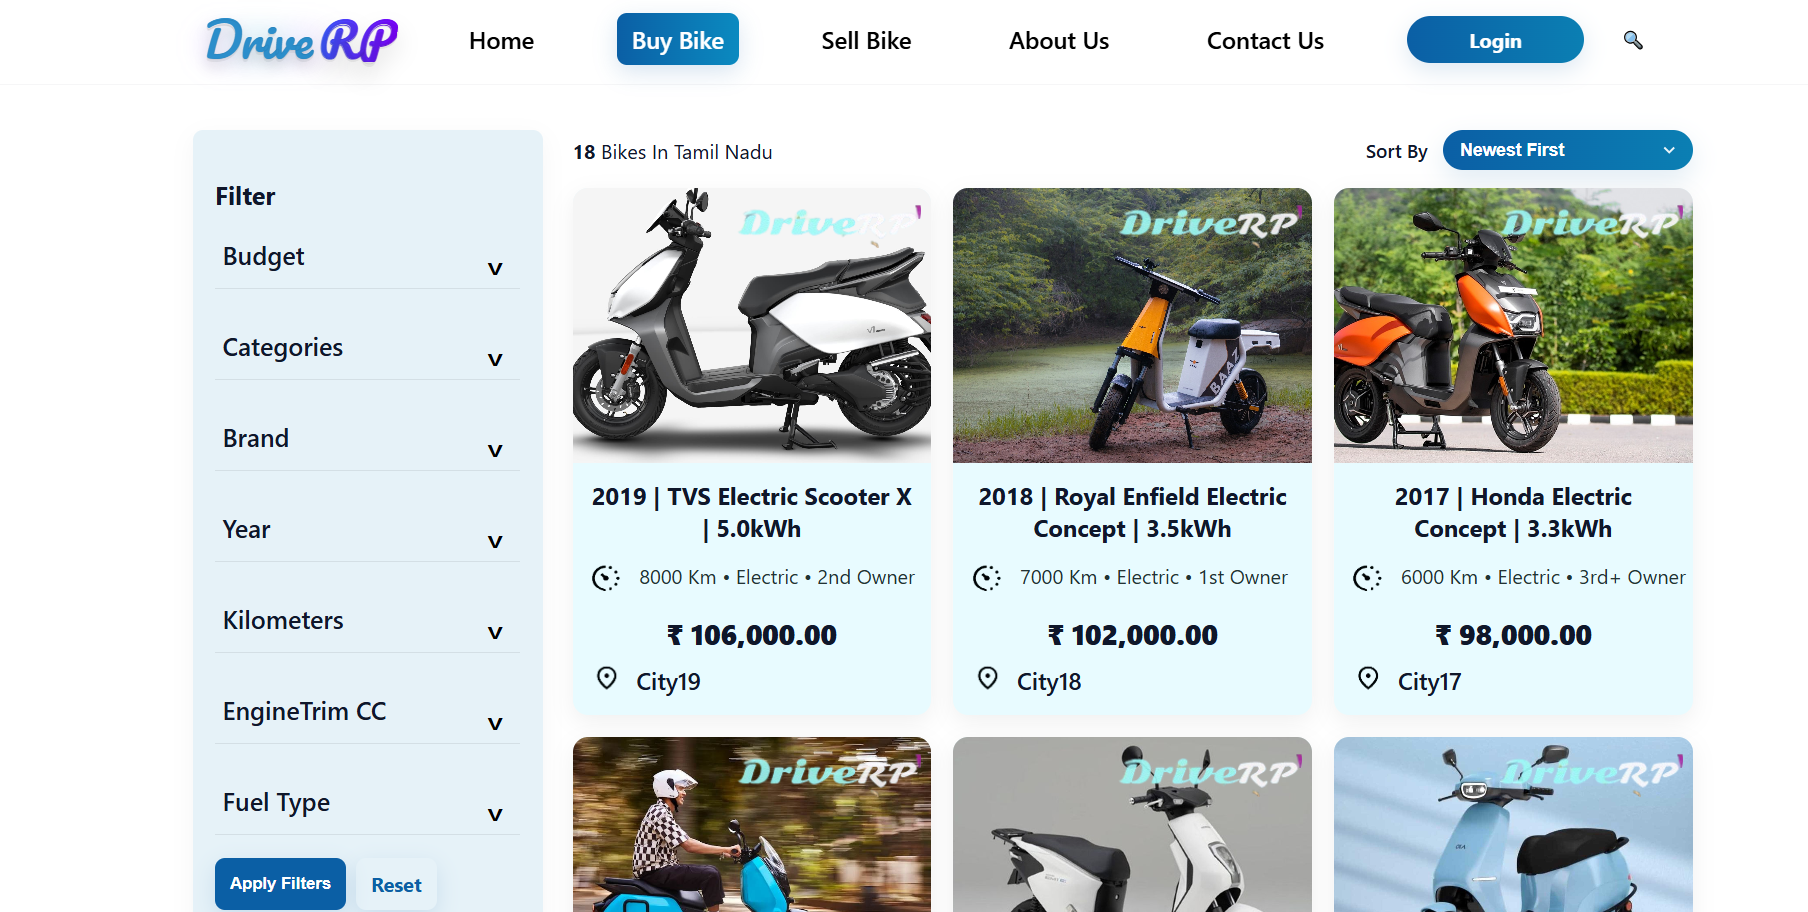 Drive RP
Home
Buy Bike
Sell Bike
About Us
Contact Us
Login
Filter
Budget
v
Categories
v
Brand
v
Year
v
Kilometers
v
EngineTrim CC
v
Fuel Type
v
Apply Filters
Reset
18 Bikes In Tamil Nadu
Sort By
Newest First
DriveRP
2019 | TVS Electric Scooter X
| 5.0kWh
8000 Km • Electric • 2nd Owner
₹ 106,000.00
City19
DriveRP
BAAZ
2018 | Royal Enfield Electric
Concept | 3.5kWh
7000 Km • Electric • 1st Owner
₹ 102,000.00
City18
DriveRP
2017 | Honda Electric
Concept | 3.3kWh
6000 Km • Electric • 3rd+ Owner
₹ 98,000.00
City17
DriveRP
DriveRP
DriveRP